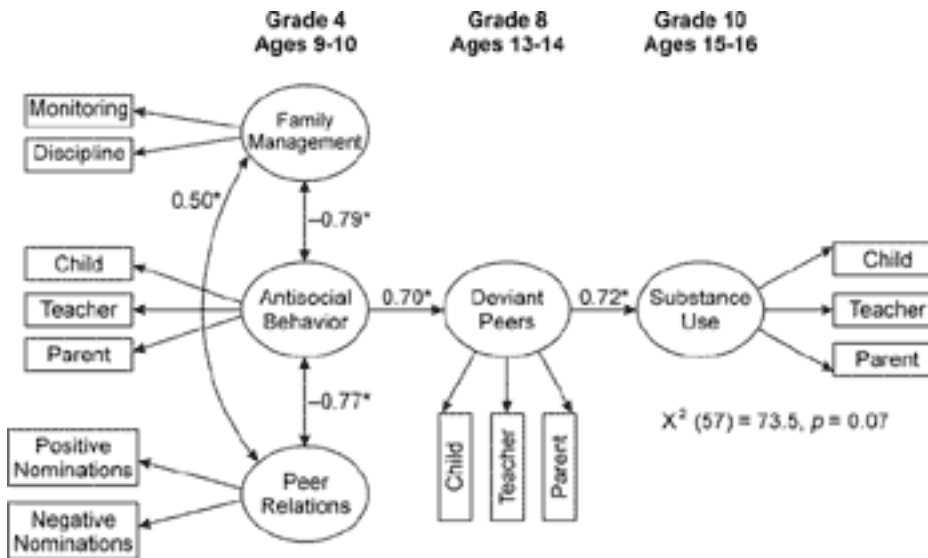 Grade 4
Ages 9-10
Grade 8
Ages 13-14
Grade 10
Ages 15-16
Monitoring
Discipline
Family
Management
0.50*
–0.79*
Child
Teacher
Parent
Antisocial
Behavior
0.70*
Deviant
Peers
0.72*
Substance
Use
Child
Teacher
Parent
–0.77*
Child
Teacher
Parent
X² (57) = 73.5, p = 0.07
Positive
Nominations
Negative
Nominations
Peer
Relations